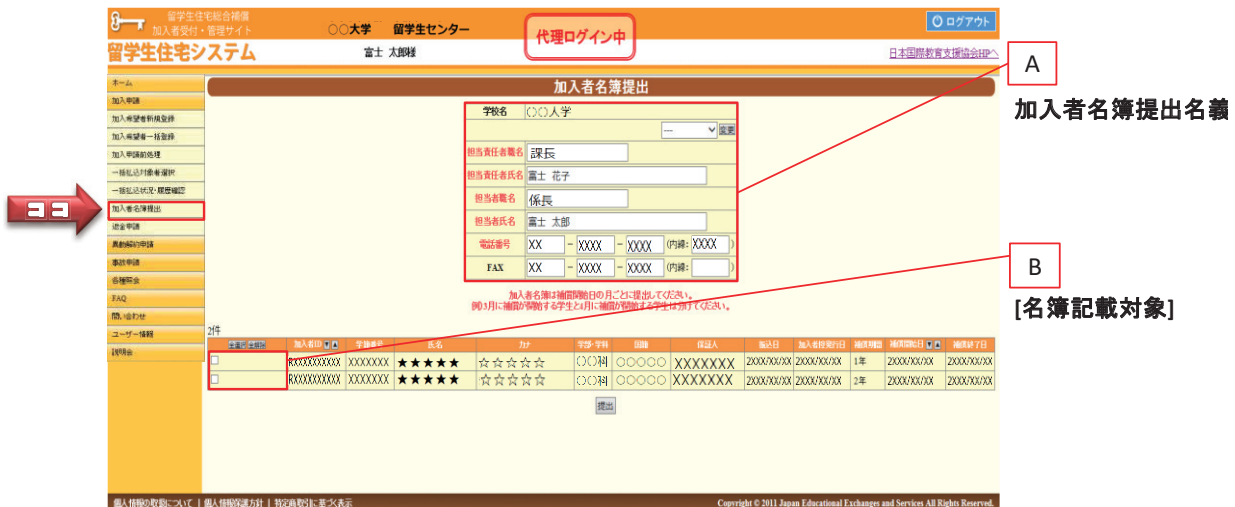 留学生住宅総合補償
加入者受付・管理サイト
留学生住宅システム
○○大学 留学生センター
富士 太郎様
代理ログイン中
ログアウト
日本国際教育支援協会HPへ
ホーム
加入申請
加入希望者新規登録
加入希望者一括登録
加入申請前処理
一括払込対象者選択
一括払込状況・履歴確認
加入者名簿提出
返金申請
異動解約申請
事故申請
各種照会
FAQ
問い合わせ
ユーザー情報
説明会
ココ
加入者名簿提出
学校名 〇〇人学
--- 変更
担当責任者職名 課長
担当責任者氏名 富士 花子
担当者職名 係長
担当者氏名 富士 太郎
電話番号 XX - XXXX - XXXX (内線: XXXX )
FAX XX - XXXX - XXXX (内線: )
加入者名簿は補償開始日の月ごとに提出してください。
例)3月に補償が開始する学生と4月に補償が開始する学生は分けてください。
2件
全選択 全解除 加入者ID ▼▲ 学籍番号 氏名 カナ 学部・学科 国籍 保証人 振込日 加入者控発行日 補償期間 補償開始日 ▼▲ 補償終了日
RXXXXXXXXXX XXXXXXX ★★★★★ ☆☆☆☆☆ 〇〇科 ○○○○○ XXXXXXX 2XXX/XX/XX 2XXX/XX/XX 1年 2XXX/XX/XX 2XXX/XX/XX
RXXXXXXXXXX XXXXXXX ★★★★★ ☆☆☆☆☆ 〇〇科 ○○○○○ XXXXXXX 2XXX/XX/XX 2XXX/XX/XX 2年 2XXX/XX/XX 2XXX/XX/XX
提出
A
加入者名簿提出名義
B
[名簿記載対象]
個人情報の取扱について | 個人情報保護方針 | 特定商取引に基づく表示
Copyright © 2011 Japan Educational Exchanges and Services All Rights Reserved.